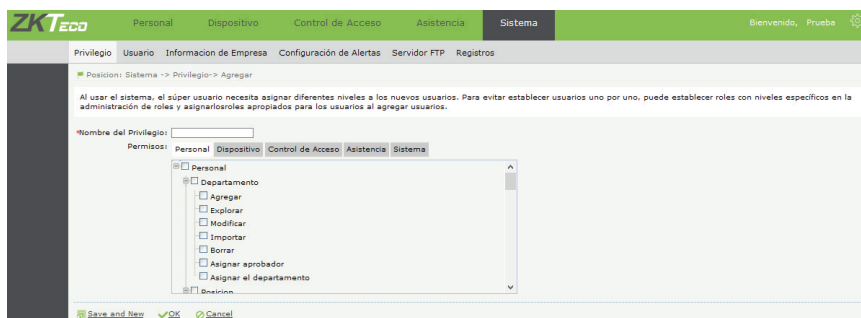 ZKTECO Personal Dispositivo Control de Acceso Asistencia Sistema Bienvenido, Prueba
Privilegio Usuario Informacion de Empresa Configuración de Alertas Servidor FTP Registros
Posicion: Sistema -> Privilegio-> Agregar
Al usar el sistema, el súper usuario necesita asignar diferentes niveles a los nuevos usuarios. Para evitar establecer usuarios uno por uno, puede establecer roles con niveles específicos en la
administración de roles y asignarlosroles apropiados para los usuarios al agregar usuarios.
*Nombre del Privilegio:
Permisos: Personal Dispositivo Control de Acceso Asistencia Sistema
Personal
Departamento
Agregar
Explorar
Modificar
Importar
Borrar
Asignar aprobador
Asignar el departamento
Posicion
Save and New OK Cancel